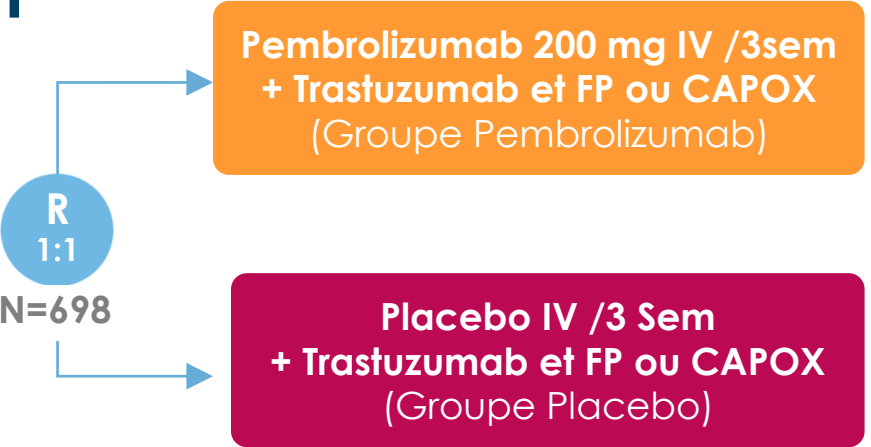 Pembrolizumab 200 mg IV /3sem
+ Trastuzumab et FP ou CAPOX
(Groupe Pembrolizumab)
R
1:1
N=698
Placebo IV /3 Sem
+ Trastuzumab et FP ou CAPOX
(Groupe Placebo)